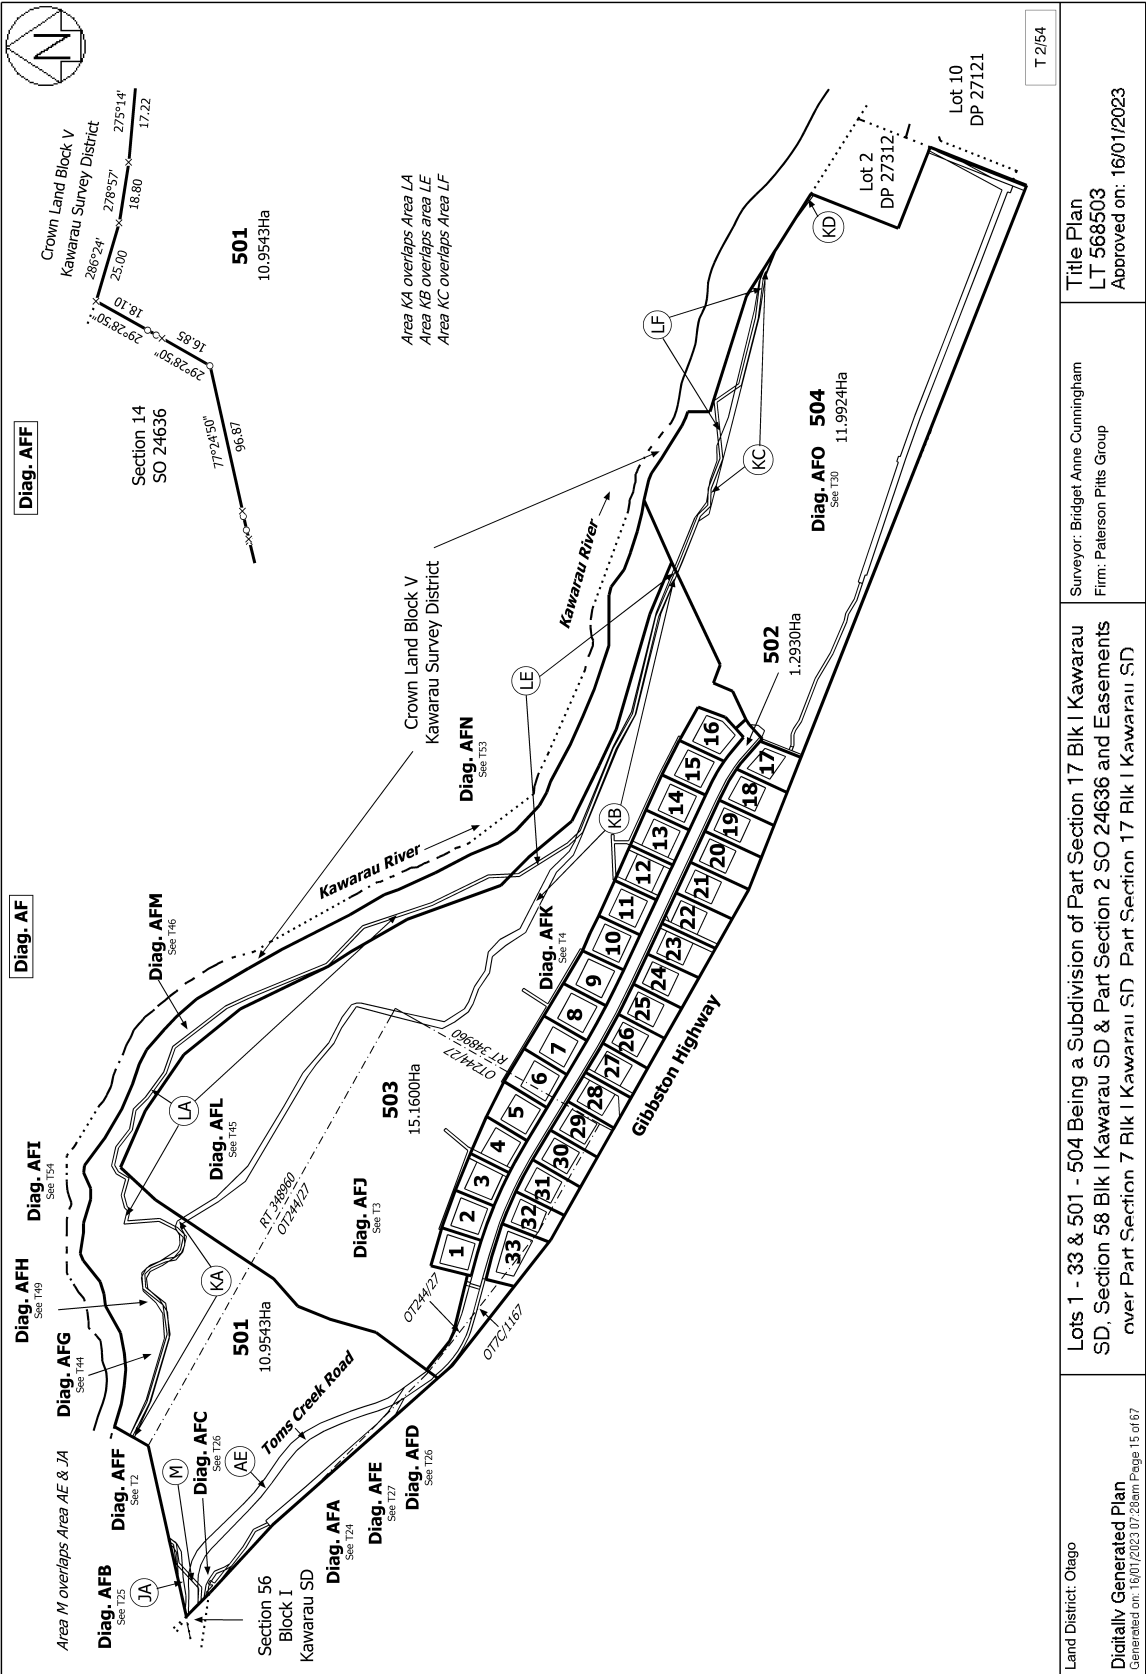 Diag. AF
Diag. AFF
Area M overlaps Area AE & JA
Diag. AFB
See T25
JA
Diag. AFF
See T2
Diag. AFG
See T44
Diag. AFH
See T49
Diag. AFI
See T54
M
Diag. AFC
See T26
AE
Toms Creek Road
Section 56
Block I
Kawarau SD
Diag. AFA
See T24
Diag. AFE
See T27
Diag. AFD
See T26
KA
501
10.9543Ha
LA
Diag. AFL
See T45
Diag. AFM
See T46
RT 348960
OT244/27
Diag. AFJ
See T3
503
15.1600Ha
OT244/27
RT 348960
OT244/27
OT7C/1167
Kawarau River
Diag. AFN
See T53
Crown Land Block V
Kawarau Survey District
Kawarau River
LE
KB
Diag. AFK
See T4
1
2
3
4
5
6
7
8
9
10
11
12
13
14
15
16
17
18
19
20
21
22
23
24
25
26
27
28
29
30
31
32
33
Gibbston Highway
502
1.2930Ha
Diag. AFO
See T30
504
11.9924Ha
LF
KC
KD
Lot 2
DP 27312
Lot 10
DP 27121
Area KA overlaps Area LA
Area KB overlaps area LE
Area KC overlaps Area LF
Section 14
SO 24636
77°24'50"
96.87
29°28'50"
16.85
29°28'50"
18.10
286°24'
25.00
278°57'
18.80
275°14'
17.22
Crown Land Block V
Kawarau Survey District
501
10.9543Ha
N
T 2/54
Land District: Otago
Digitally Generated Plan
Generated on: 16/01/2023 07:28am Page 15 of 67
Lots 1 - 33 & 501 - 504 Being a Subdivision of Part Section 17 Blk I Kawarau
SD, Section 58 Blk I Kawarau SD & Part Section 2 SO 24636 and Easements
over Part Section 7 Blk I Kawarau SD, Part Section 17 Blk I Kawarau SD
Surveyor: Bridget Anne Cunningham
Firm: Paterson Pitts Group
Title Plan
LT 568503
Approved on: 16/01/2023